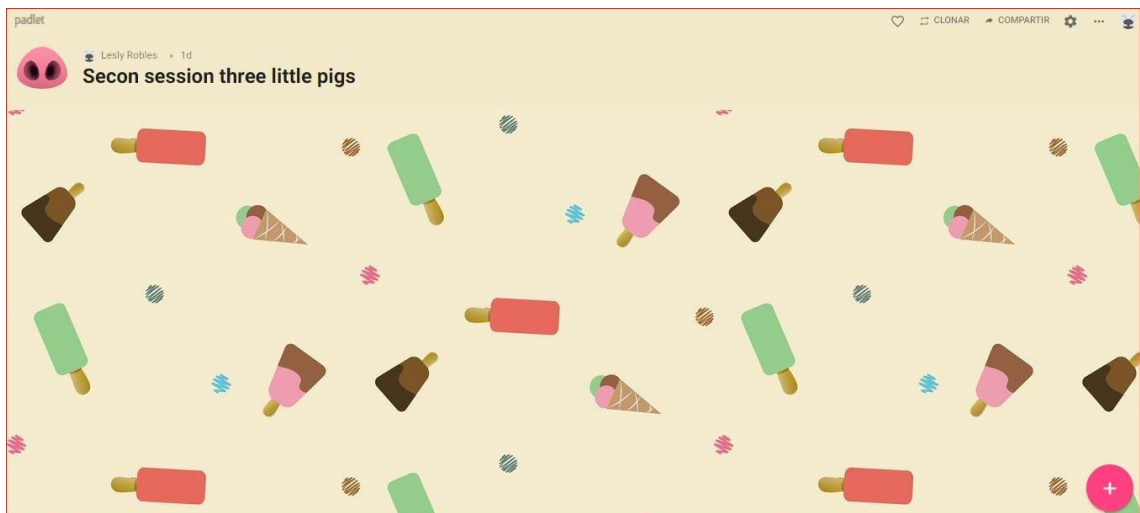 padlet
CLONAR
COMPARTIR
Lesly Robles • 1d
Secon session three little pigs